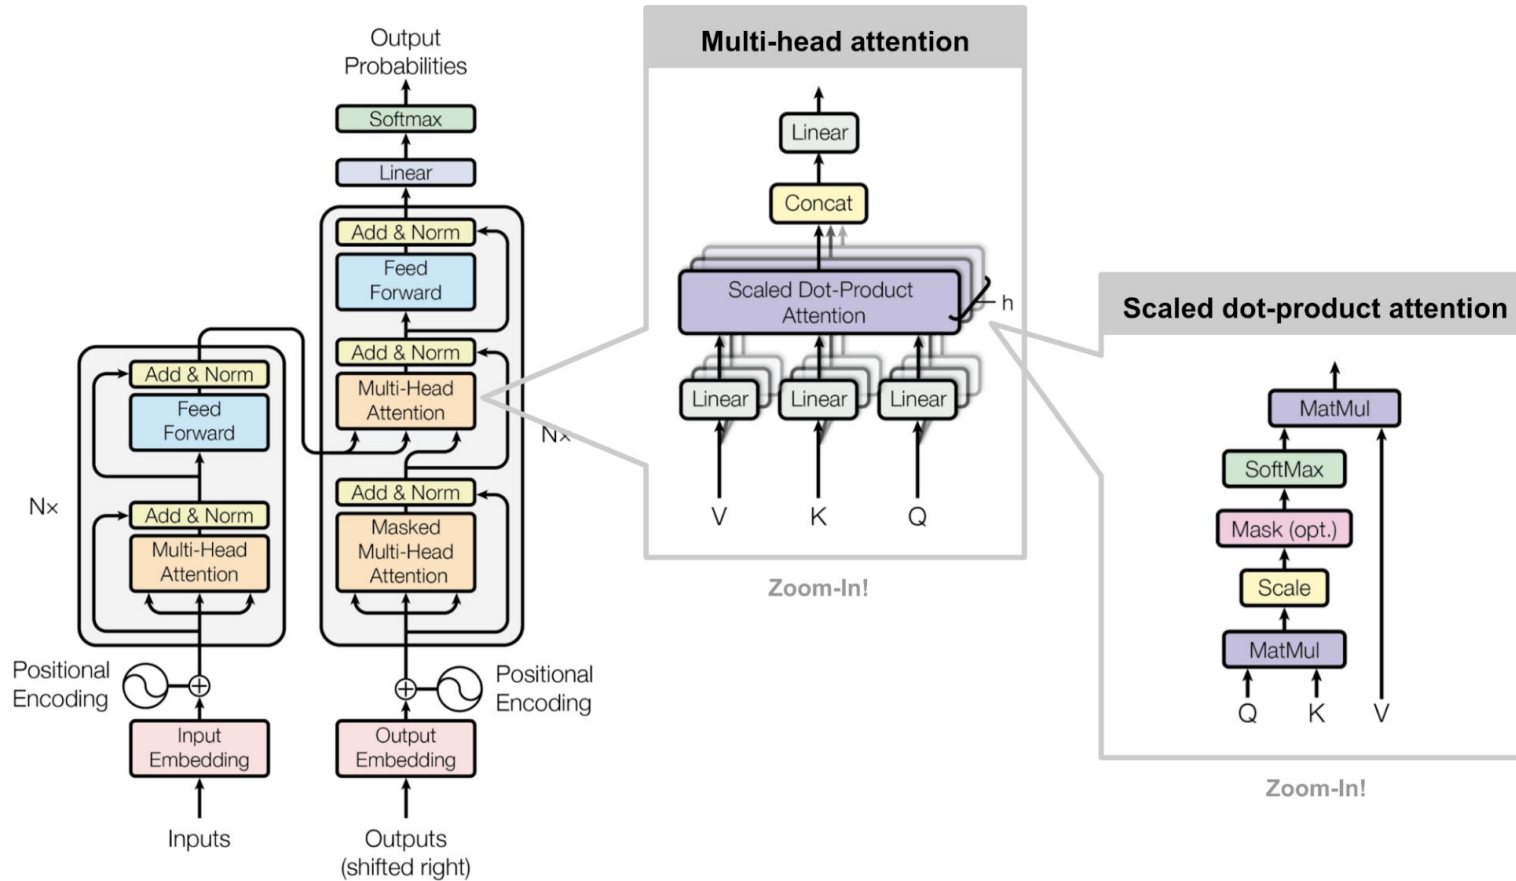 Output
Probabilities
Softmax
Linear
Add & Norm
Feed
Forward
Add & Norm
Multi-Head
Attention
Nx
Add & Norm
Masked
Multi-Head
Attention
Add & Norm
Feed
Forward
Nx
Add & Norm
Multi-Head
Attention
Positional
Encoding
Positional
Encoding
Input
Embedding
Output
Embedding
Inputs
Outputs
(shifted right)
Multi-head attention
Linear
Concat
Scaled Dot-Product
Attention
h
Linear
Linear
Linear
V
K
Q
Zoom-In!
Scaled dot-product attention
MatMul
SoftMax
Mask (opt.)
Scale
MatMul
Q
K
V
Zoom-In!